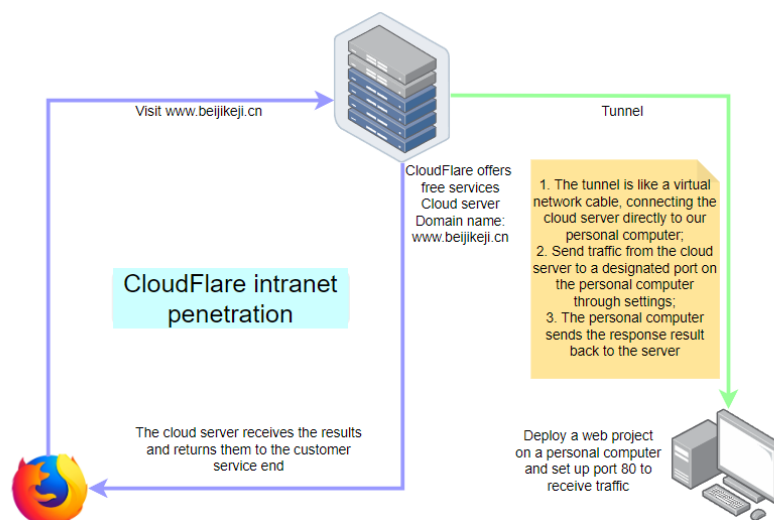 Visit www.beijikeji.cn
Tunnel
CloudFlare offers
free services
Cloud server
Domain name:
www.beijikeji.cn
1. The tunnel is like a virtual
network cable, connecting the
cloud server directly to our
personal computer;
2. Send traffic from the cloud
server to a designated port on
the personal computer
through settings;
3. The personal computer
sends the response result
back to the server
CloudFlare intranet
penetration
The cloud server receives the results
and returns them to the customer
service end
Deploy a web project
on a personal computer
and set up port 80 to
receive traffic